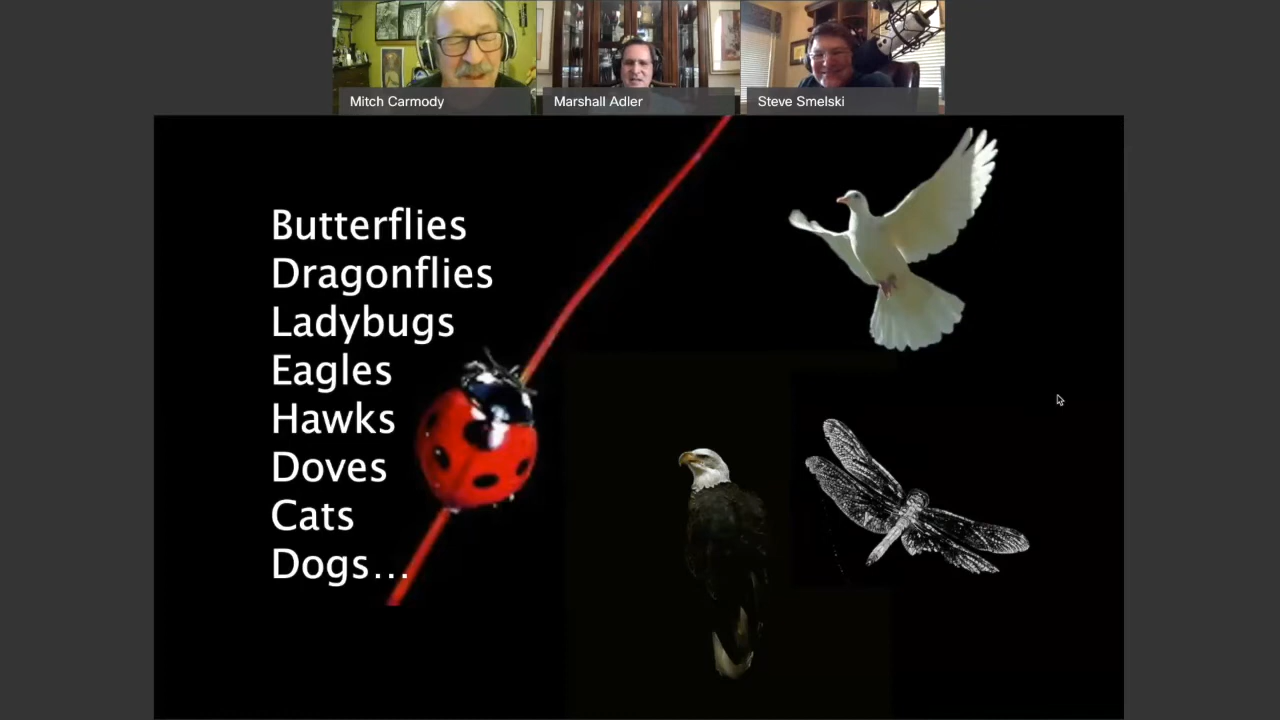 Mitch Carmody
Marshall Adler
Steve Smelski
Butterflies
Dragonflies
Ladybugs
Eagles
Hawks
Doves
Cats
Dogs...